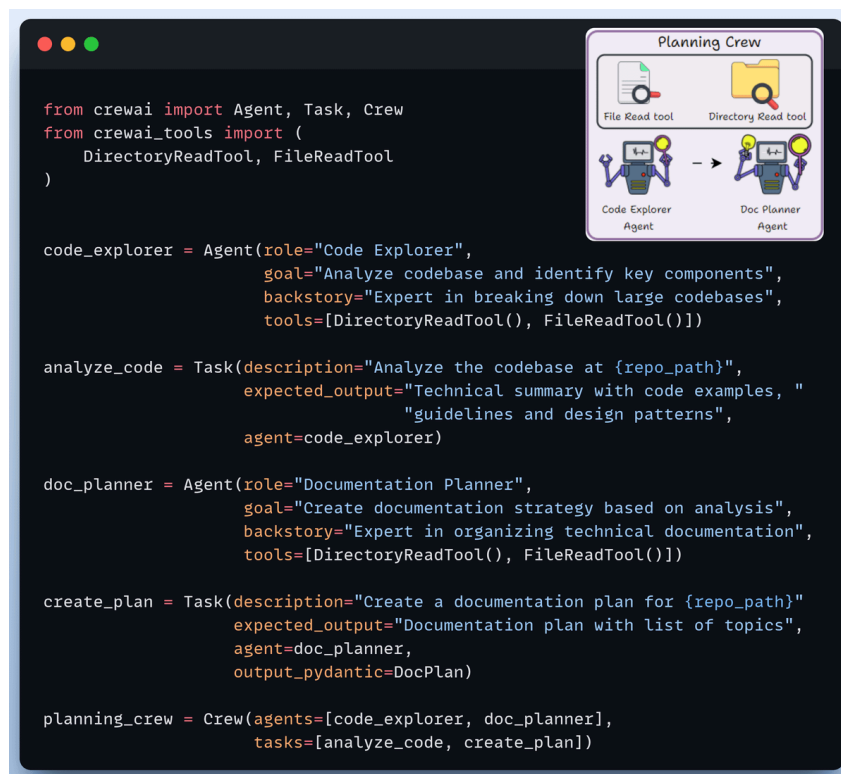 Planning Crew
File Read tool
Directory Read tool
Code Explorer
Agent
Doc Planner
Agent
from crewai import Agent, Task, Crew
from crewai_tools import (
    DirectoryReadTool, FileReadTool
)
code_explorer = Agent(role="Code Explorer",
                      goal="Analyze codebase and identify key components",
                      backstory="Expert in breaking down large codebases",
                      tools=[DirectoryReadTool(), FileReadTool()])
analyze_code = Task(description="Analyze the codebase at {repo_path}",
                    expected_output="Technical summary with code examples, "
                                    "guidelines and design patterns",
                    agent=code_explorer)
doc_planner = Agent(role="Documentation Planner",
                    goal="Create documentation strategy based on analysis",
                    backstory="Expert in organizing technical documentation",
                    tools=[DirectoryReadTool(), FileReadTool()])
create_plan = Task(description="Create a documentation plan for {repo_path}"
                   expected_output="Documentation plan with list of topics",
                   agent=doc_planner,
                   output_pydantic=DocPlan)
planning_crew = Crew(agents=[code_explorer, doc_planner],
                     tasks=[analyze_code, create_plan])